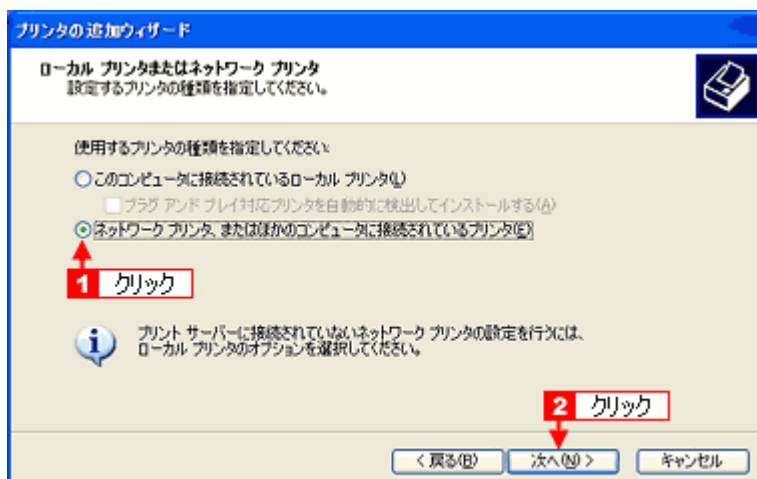 プリンタの追加ウィザード
ローカル プリンタまたはネットワーク プリンタ
設定するプリンタの種類を指定してください。
使用するプリンタの種類を指定してください:
このコンピュータに接続されているローカル プリンタ(L)
プラグ アンド プレイ対応プリンタを自動的に検出してインストールする(A)
ネットワーク プリンタ、またはほかのコンピュータに接続されているプリンタ(E)
1 クリック
プリント サーバーに接続されていないネットワーク プリンタの設定を行うには、
ローカル プリンタのオプションを選択してください。
2 クリック
< 戻る(B) 次へ(N) > キャンセル